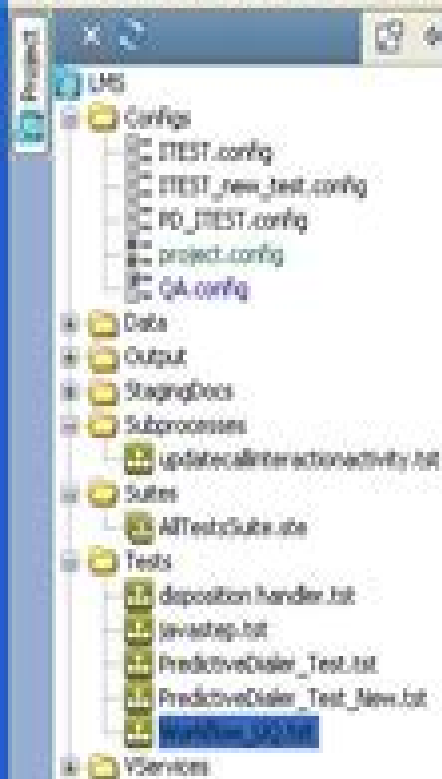 Project
LMS
Configs
ITEST.config
ITEST_new_test.config
PD_ITEST.config
project.config
QA.config
Data
Output
StagingDocs
Subprocesses
updatecallinteractionactivity.tst
Suites
AllTestsSuite.ste
Tests
disposition handler.tst
javastep.tst
PredictiveDialer_Test.tst
PredictiveDialer_Test_New.tst
VServices